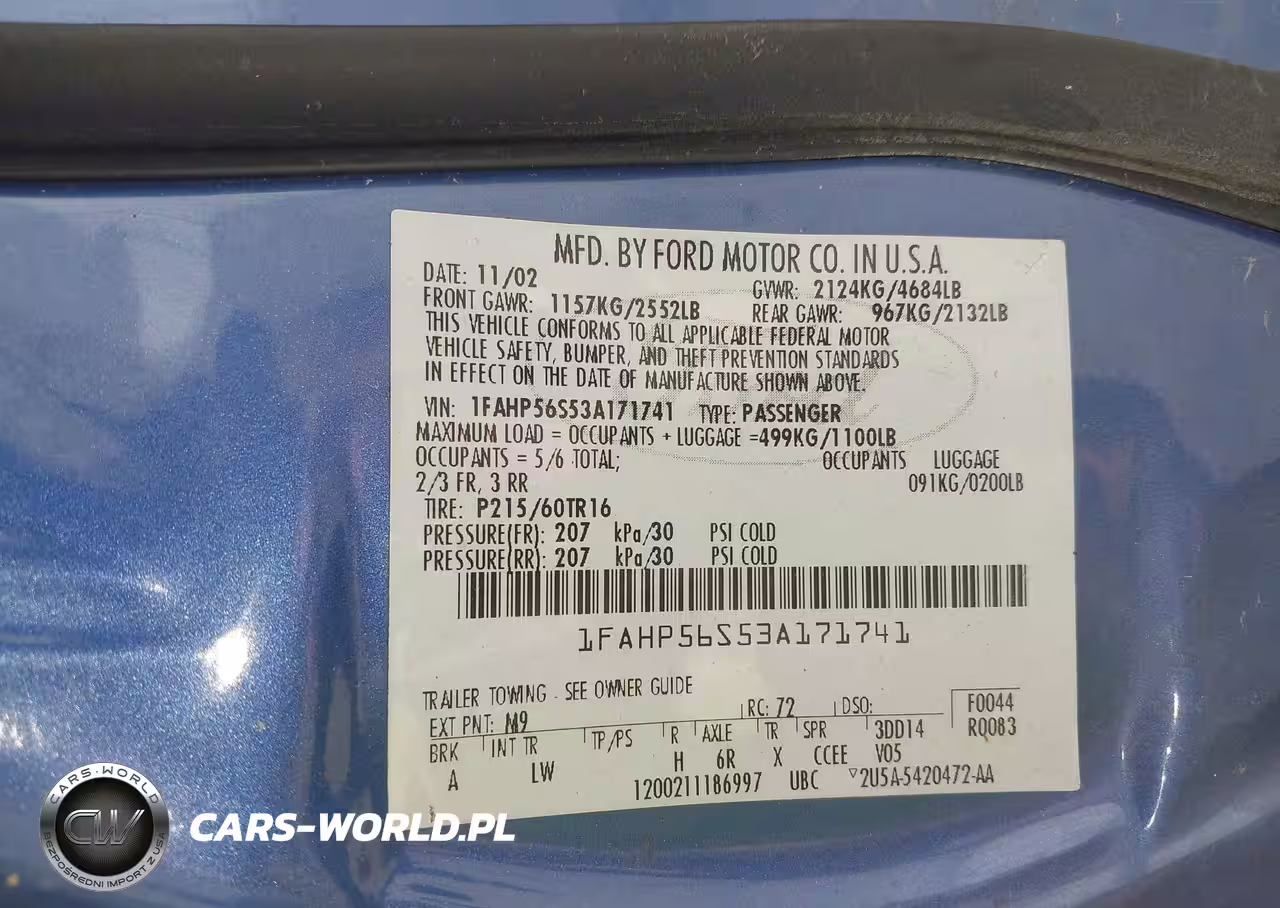 MFD. BY FORD MOTOR CO. IN U.S.A.
DATE: 11/02 GVWR: 2124KG/4684LB
FRONT GAWR: 1157KG/2552LB REAR GAWR: 967KG/2132LB
THIS VEHICLE CONFORMS TO ALL APPLICABLE FEDERAL MOTOR
VEHICLE SAFETY, BUMPER, AND THEFT PREVENTION STANDARDS
IN EFFECT ON THE DATE OF MANUFACTURE SHOWN ABOVE.
VIN: 1FAHP56S53A171741 TYPE: PASSENGER
MAXIMUM LOAD = OCCUPANTS + LUGGAGE =499KG/1100LB
OCCUPANTS = 5/6 TOTAL; OCCUPANTS LUGGAGE
2/3 FR, 3 RR 091KG/0200LB
TIRE: P215/60TR16
PRESSURE(FR): 207 kPa/30 PSI COLD
PRESSURE(RR): 207 kPa/30 PSI COLD
1FAHP56S53A171741
TRAILER TOWING - SEE OWNER GUIDE
EXT PNT: M9 RC: 72 DSO: F0044
BRK INT TR TP/PS R AXLE TR SPR 3DD14 R0083
A LW H 6R X CCEE V05
1200211186997 UBC 2U5A-5420472-AA
CARS-WORLD
CW
BEZPOŚREDNI IMPORT Z USA
CARS-WORLD.PL